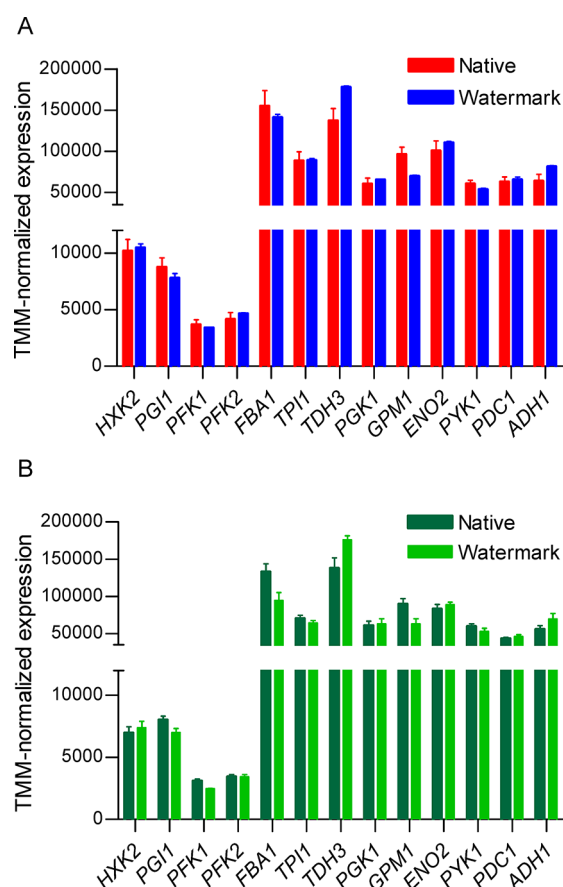 A
TMM-normalized expression
200000
150000
100000
50000
10000
5000
0
Native
Watermark
HXK2 PGI1 PFK1 PFK2 FBA1 TPI1 TDH3 PGK1 GPM1 ENO2 PYK1 PDC1 ADH1
B
TMM-normalized expression
200000
150000
100000
50000
10000
5000
0
Native
Watermark
HXK2 PGI1 PFK1 PFK2 FBA1 TPI1 TDH3 PGK1 GPM1 ENO2 PYK1 PDC1 ADH1